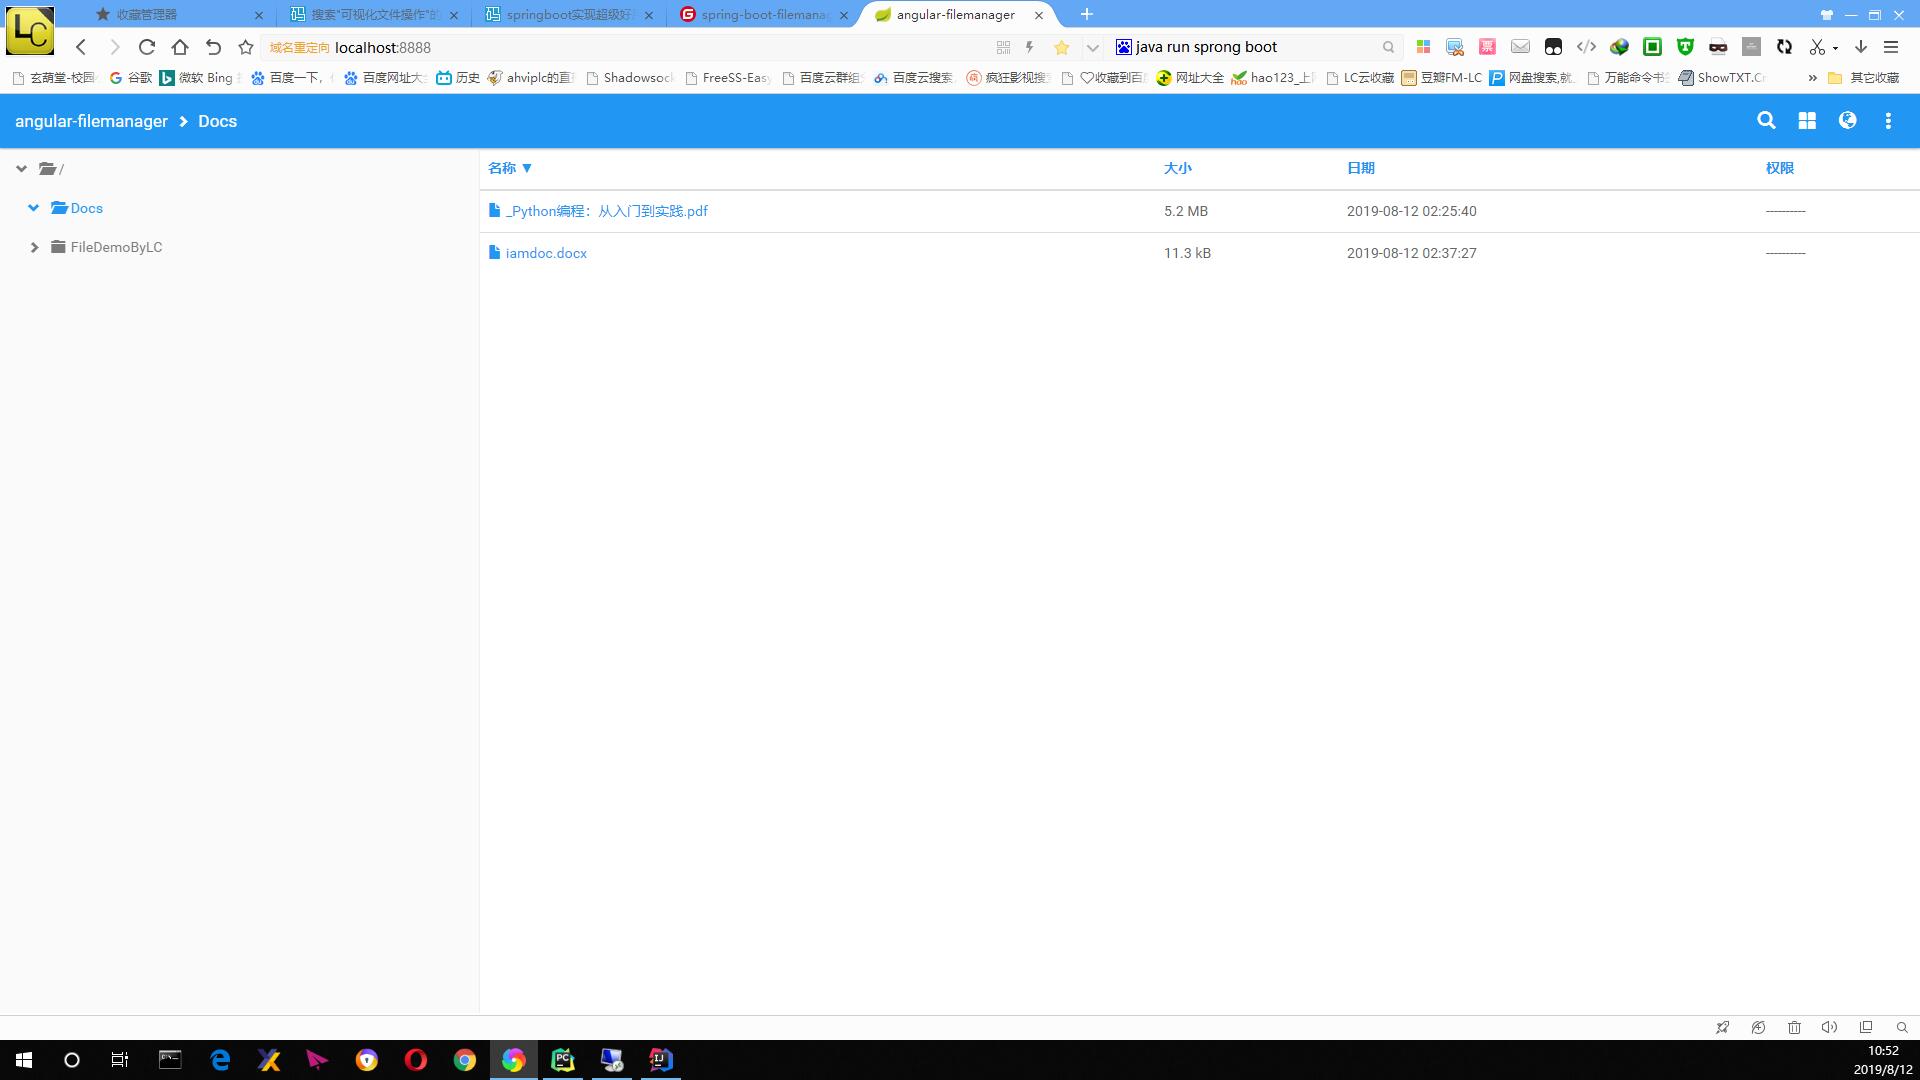 收藏管理器
搜索"可视化文件操作"的
springboot实现超级好
spring-boot-filemana
angular-filemanager
LC
域名重定向 localhost:8888
java run sprong boot
玄萌堂-校园
谷歌
微软 Bing
百度一下，
百度网址大
历史
ahviplc的直
Shadowsock
FreeSS-Easy
百度云群组
百度云搜索
疯狂影视搜
收藏到百
网址大全
hao123_上
LC云收藏
豆瓣FM-LC
网盘搜索,就
万能命令书
ShowTXT.Cr
» 其它收藏
angular-filemanager > Docs
/
Docs
FileDemoByLC
名称 ▼ 大小 日期 权限
_Python编程：从入门到实践.pdf 5.2 MB 2019-08-12 02:25:40 ----------
iamdoc.docx 11.3 kB 2019-08-12 02:37:27 ----------
10:52
2019/8/12